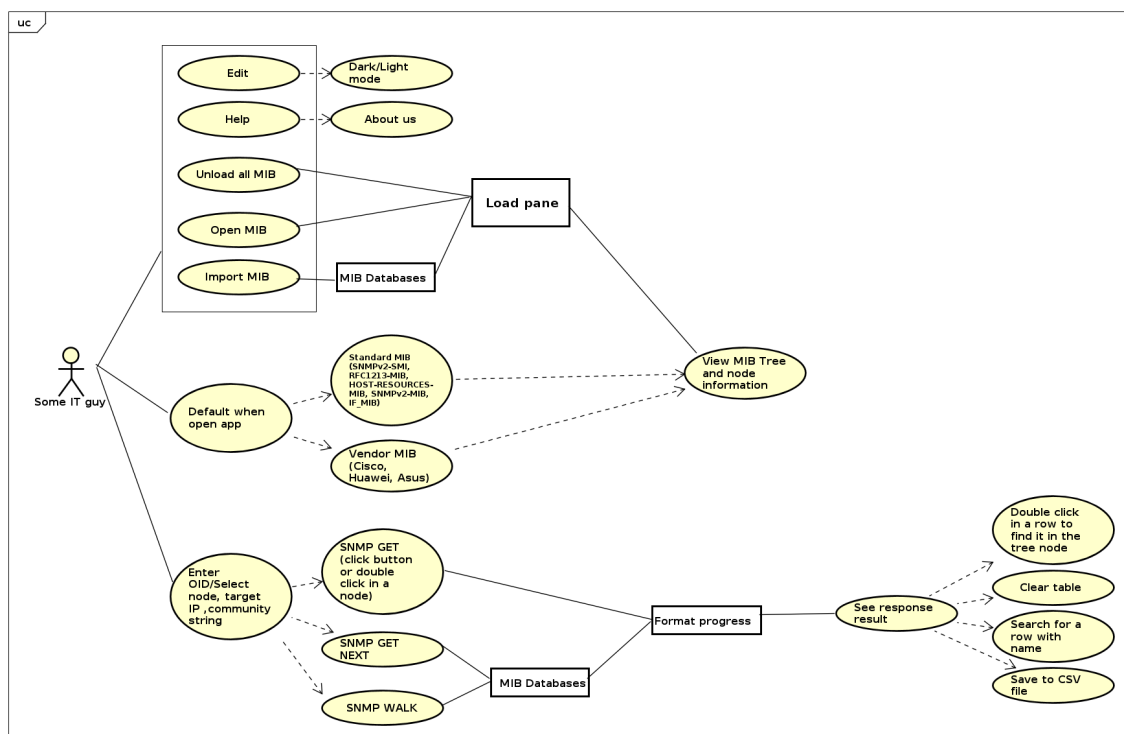 uc
Edit
Dark/Light
mode
Help
About us
Unload all MIB
Load pane
Open MIB
Import MIB
MIB Databases
Some IT guy
Standard MIB
(SNMPv2-SMI,
RFC1213-MIB,
HOST-RESOURCES-
MIB, SNMPv2-MIB,
IF_MIB)
View MIB Tree
and node
information
Default when
open app
Vendor MIB
(Cisco,
Huawei, Asus)
Enter
OID/Select
node, target
IP ,community
string
SNMP GET
(click button
or double
click in a
node)
SNMP GET
NEXT
SNMP WALK
MIB Databases
Format progress
See response
result
Double click
in a row to
find it in the
tree node
Clear table
Search for a
row with
name
Save to CSV
file